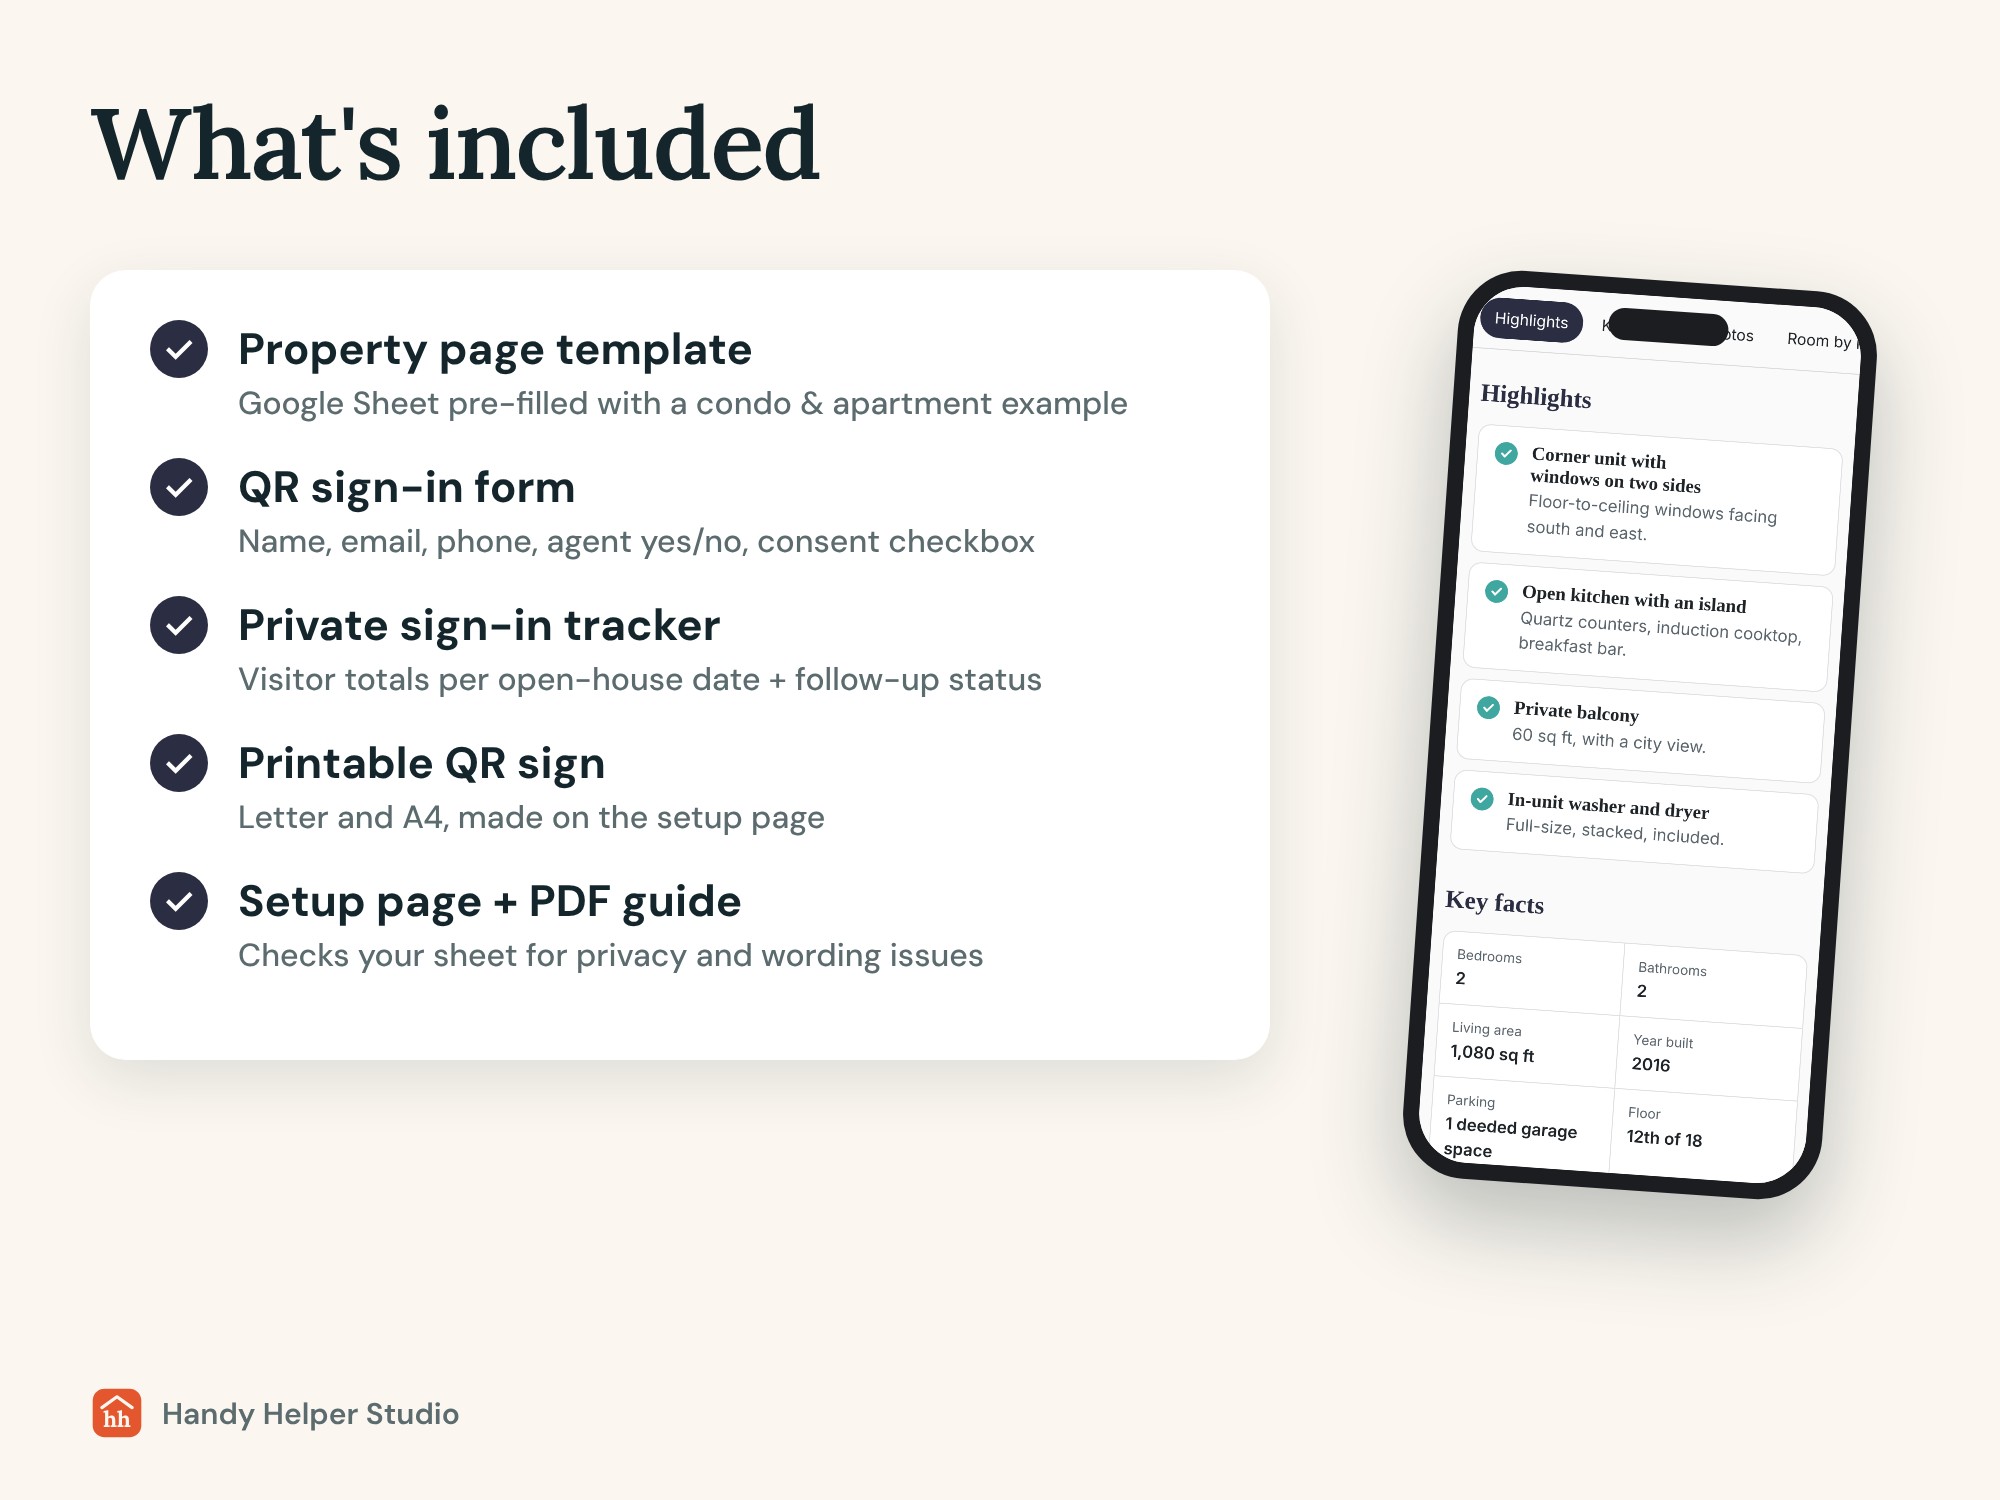 What's included
Property page template
Google Sheet pre-filled with a condo & apartment example
QR sign-in form
Name, email, phone, agent yes/no, consent checkbox
Private sign-in tracker
Visitor totals per open-house date + follow-up status
Printable QR sign
Letter and A4, made on the setup page
Setup page + PDF guide
Checks your sheet for privacy and wording issues
Highlights Room by
Highlights
Corner unit with
windows on two sides
Floor-to-ceiling windows facing
south and east.
Open kitchen with an island
Quartz counters, induction cooktop,
breakfast bar.
Private balcony
60 sq ft, with a city view.
In-unit washer and dryer
Full-size, stacked, included.
Key facts
Bedrooms Bathrooms
2 2
Living area Year built
1,080 sq ft 2016
Parking Floor
1 deeded garage 12th of 18
space
hh Handy Helper Studio